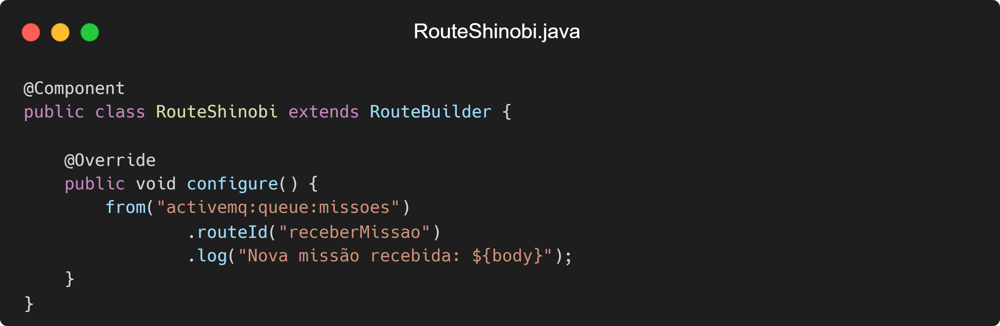 RouteShinobi.java
@Component
public class RouteShinobi extends RouteBuilder {
@Override
public void configure() {
from("activemq:queue:missoes")
.routeId("receberMissao")
.log("Nova missão recebida: ${body}");
}
}